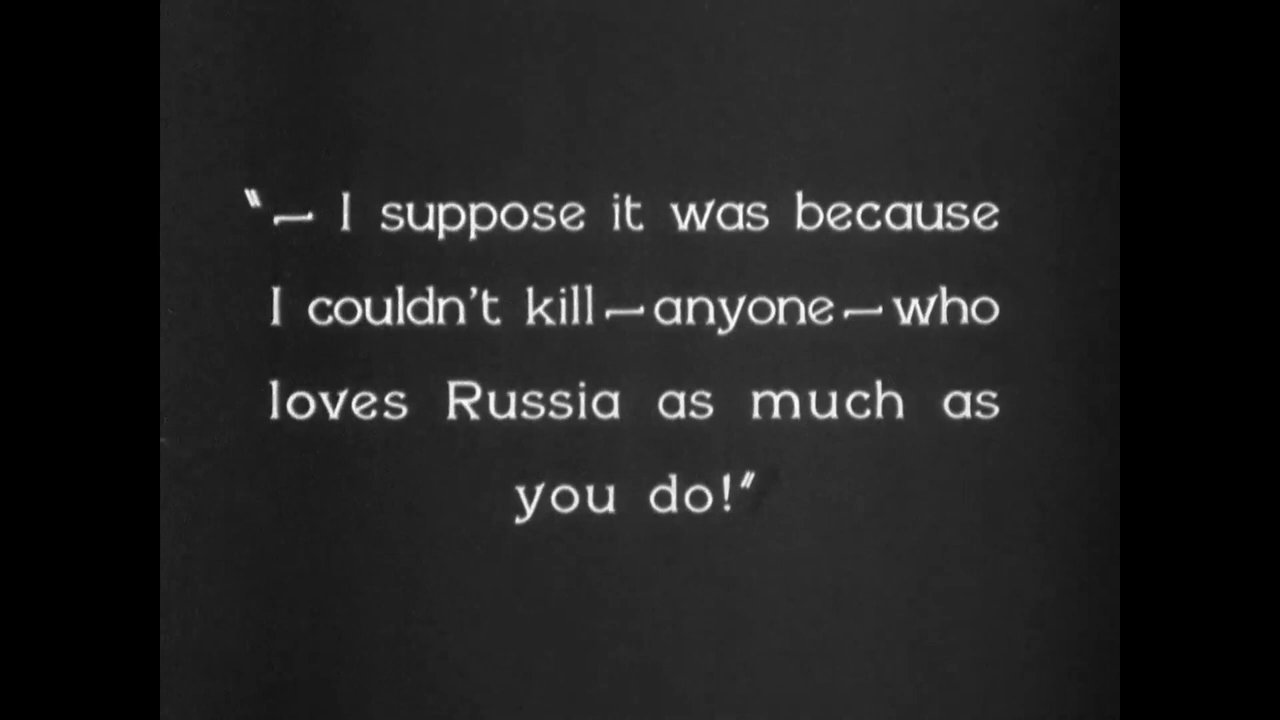 "— I suppose it was because
I couldn't kill—anyone—who
loves Russia as much as
you do!"